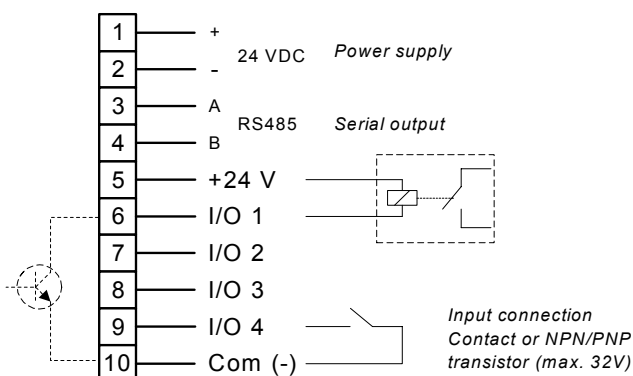 1 +
24 VDC Power supply
2 -
3 A
RS485 Serial output
4 B
5 +24 V
6 I/O 1
7 I/O 2
8 I/O 3
9 I/O 4
10 Com (-)
Input connection
Contact or NPN/PNP
transistor (max. 32V)